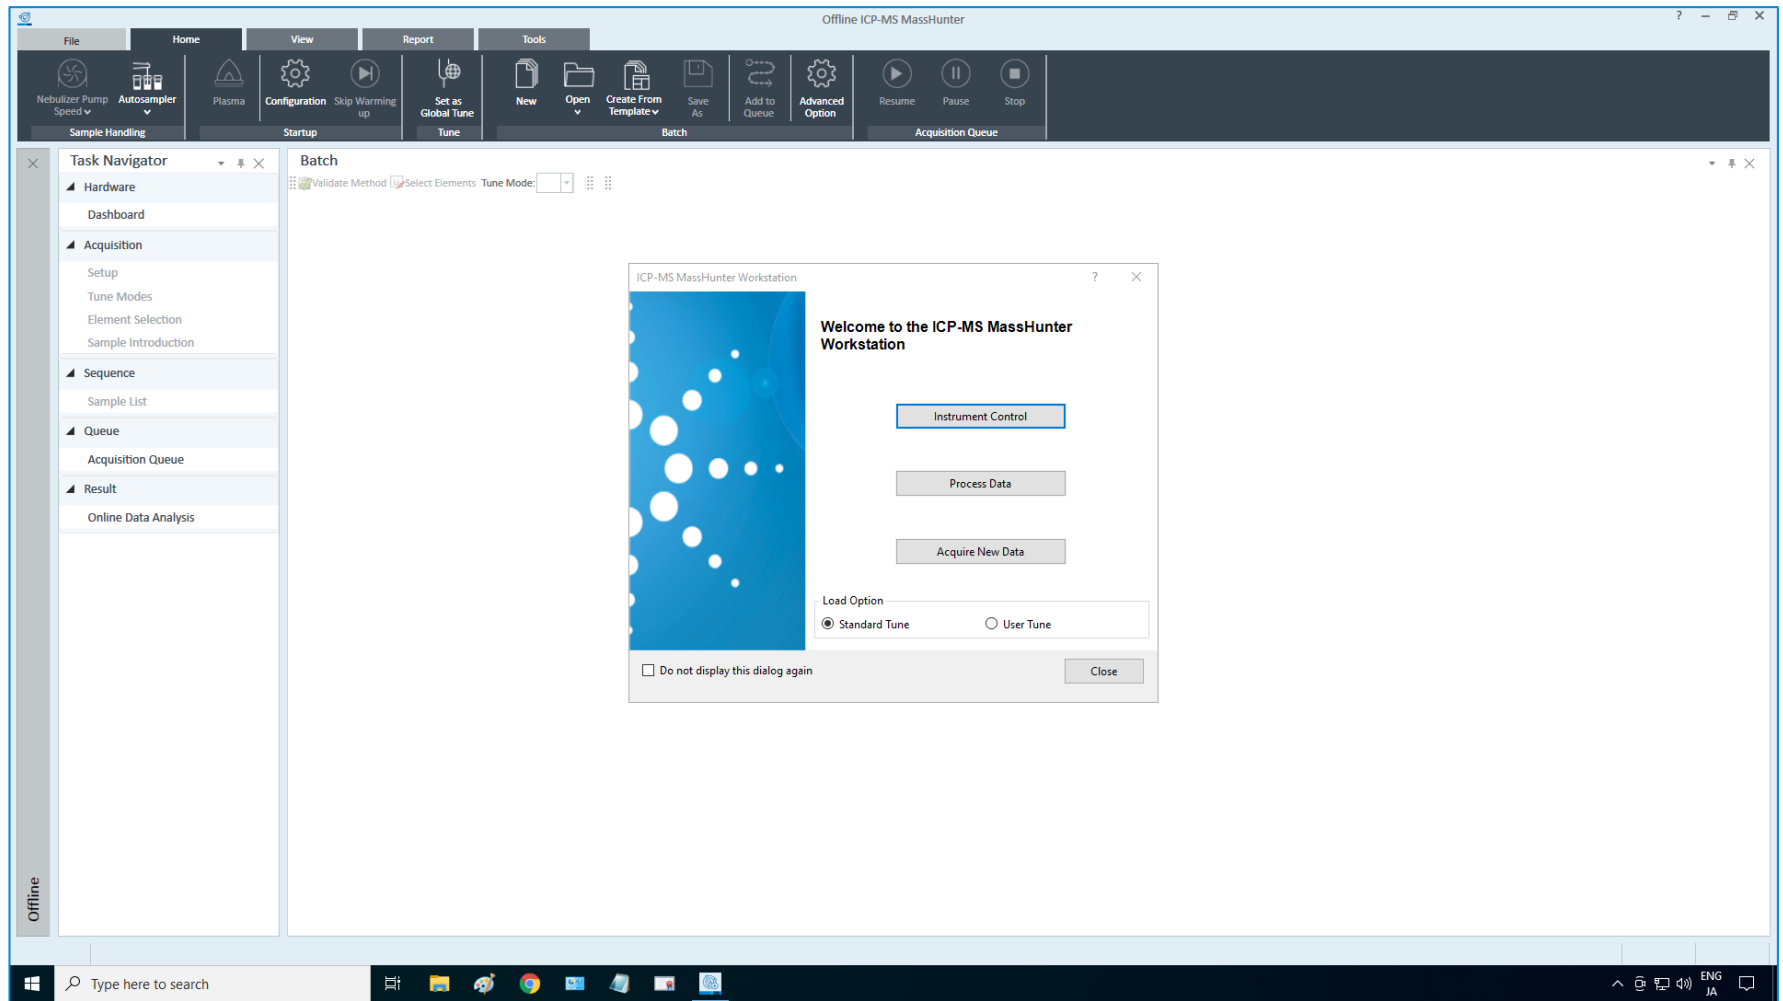 Offline ICP-MS MassHunter
File Home View Report Tools
Nebulizer Pump Speed
Autosampler
Plasma
Configuration
Skip Warming up
Set as Global Tune
New
Open
Create From Template
Save As
Add to Queue
Advanced Option
Resume
Pause
Stop
Sample Handling Startup Tune Batch Acquisition Queue
Task Navigator
Hardware
Dashboard
Acquisition
Setup
Tune Modes
Element Selection
Sample Introduction
Sequence
Sample List
Queue
Acquisition Queue
Result
Online Data Analysis
Offline
Batch
Validate Method Select Elements Tune Mode:
ICP-MS MassHunter Workstation
Welcome to the ICP-MS MassHunter
Workstation
Instrument Control
Process Data
Acquire New Data
Load Option
Standard Tune User Tune
Do not display this dialog again
Close
Type here to search
ENG
JA